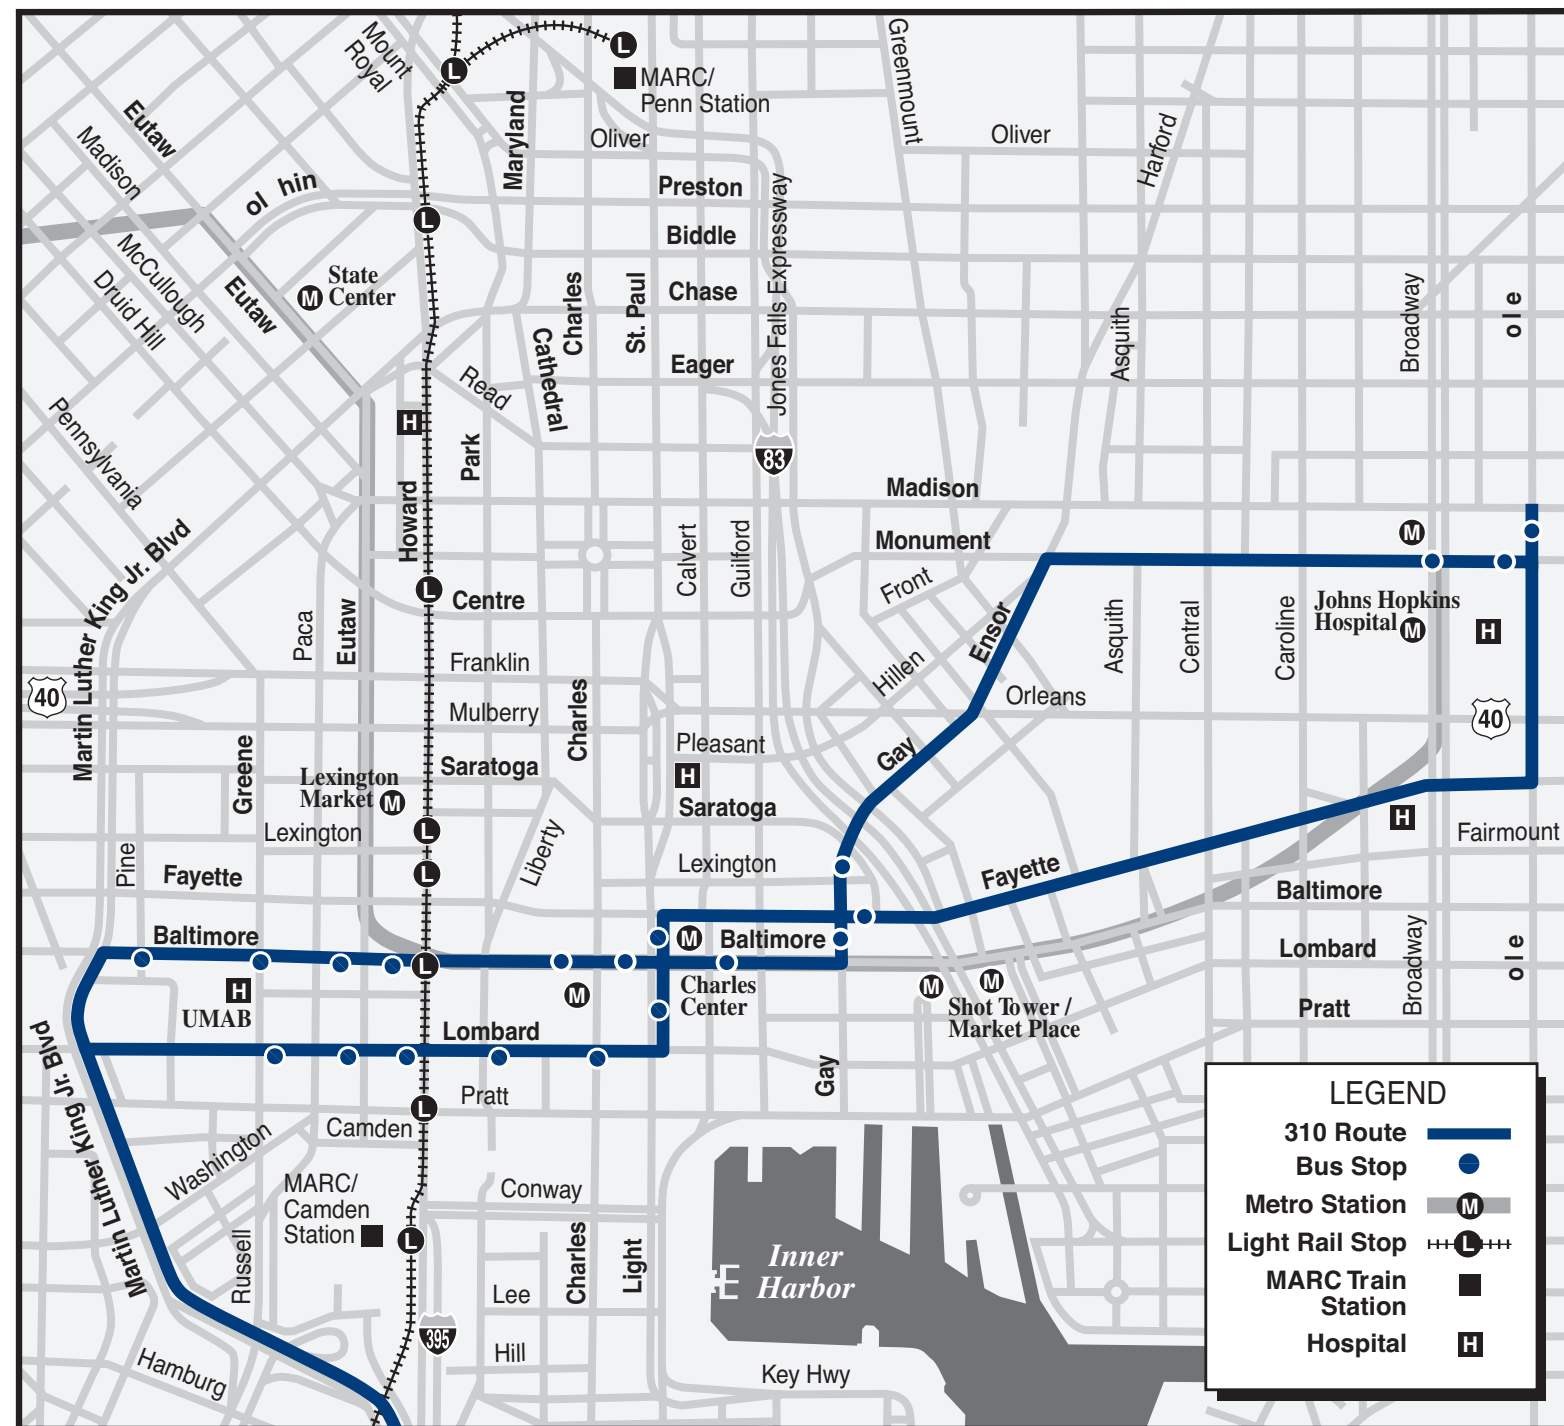 Mount
Royal
L
L
MARC/
Penn Station
Greenmount
Eutaw
Madison
Maryland
Oliver
Oliver
Harford
ol hin
Preston
L
Biddle
Jones Falls Expressway
McCullough
Druid Hill
Eutaw
M
State
Center
Charles
St. Paul
Chase
Asquith
Broadway
ole
Cathedral
Eager
Read
Pennsylvania
H
Park
83
Howard
Madison
Martin Luther King Jr. Blvd
Calvert
Guilford
Monument
M
Front
L
Centre
Paca
Eutaw
Ensor
Asquith
Central
Caroline
Johns Hopkins
Hospital
M
H
Franklin
Hillen
40
Orleans
Mulberry
Charles
40
Pleasant
Gay
Greene
Saratoga
H
Lexington
Market
M
Saratoga
H
Lexington
L
Fairmount
Pine
Liberty
Lexington
Fayette
L
Fayette
Baltimore
Baltimore
M
Baltimore
Lombard
Broadway
ole
L
H
UMAB
M
Charles
Center
M
M
Shot Tower /
Market Place
Pratt
Lombard
Martin Luther King Jr. Blvd
Gay
Pratt
L
Camden
Washington
MARC/
Camden
Station
L
Conway
Russell
Charles
Light
E
Inner
Harbor
Lee
395
Hill
Hamburg
Key Hwy
LEGEND
310 Route
Bus Stop
Metro Station
M
Light Rail Stop
L
MARC Train
Station
Hospital
H